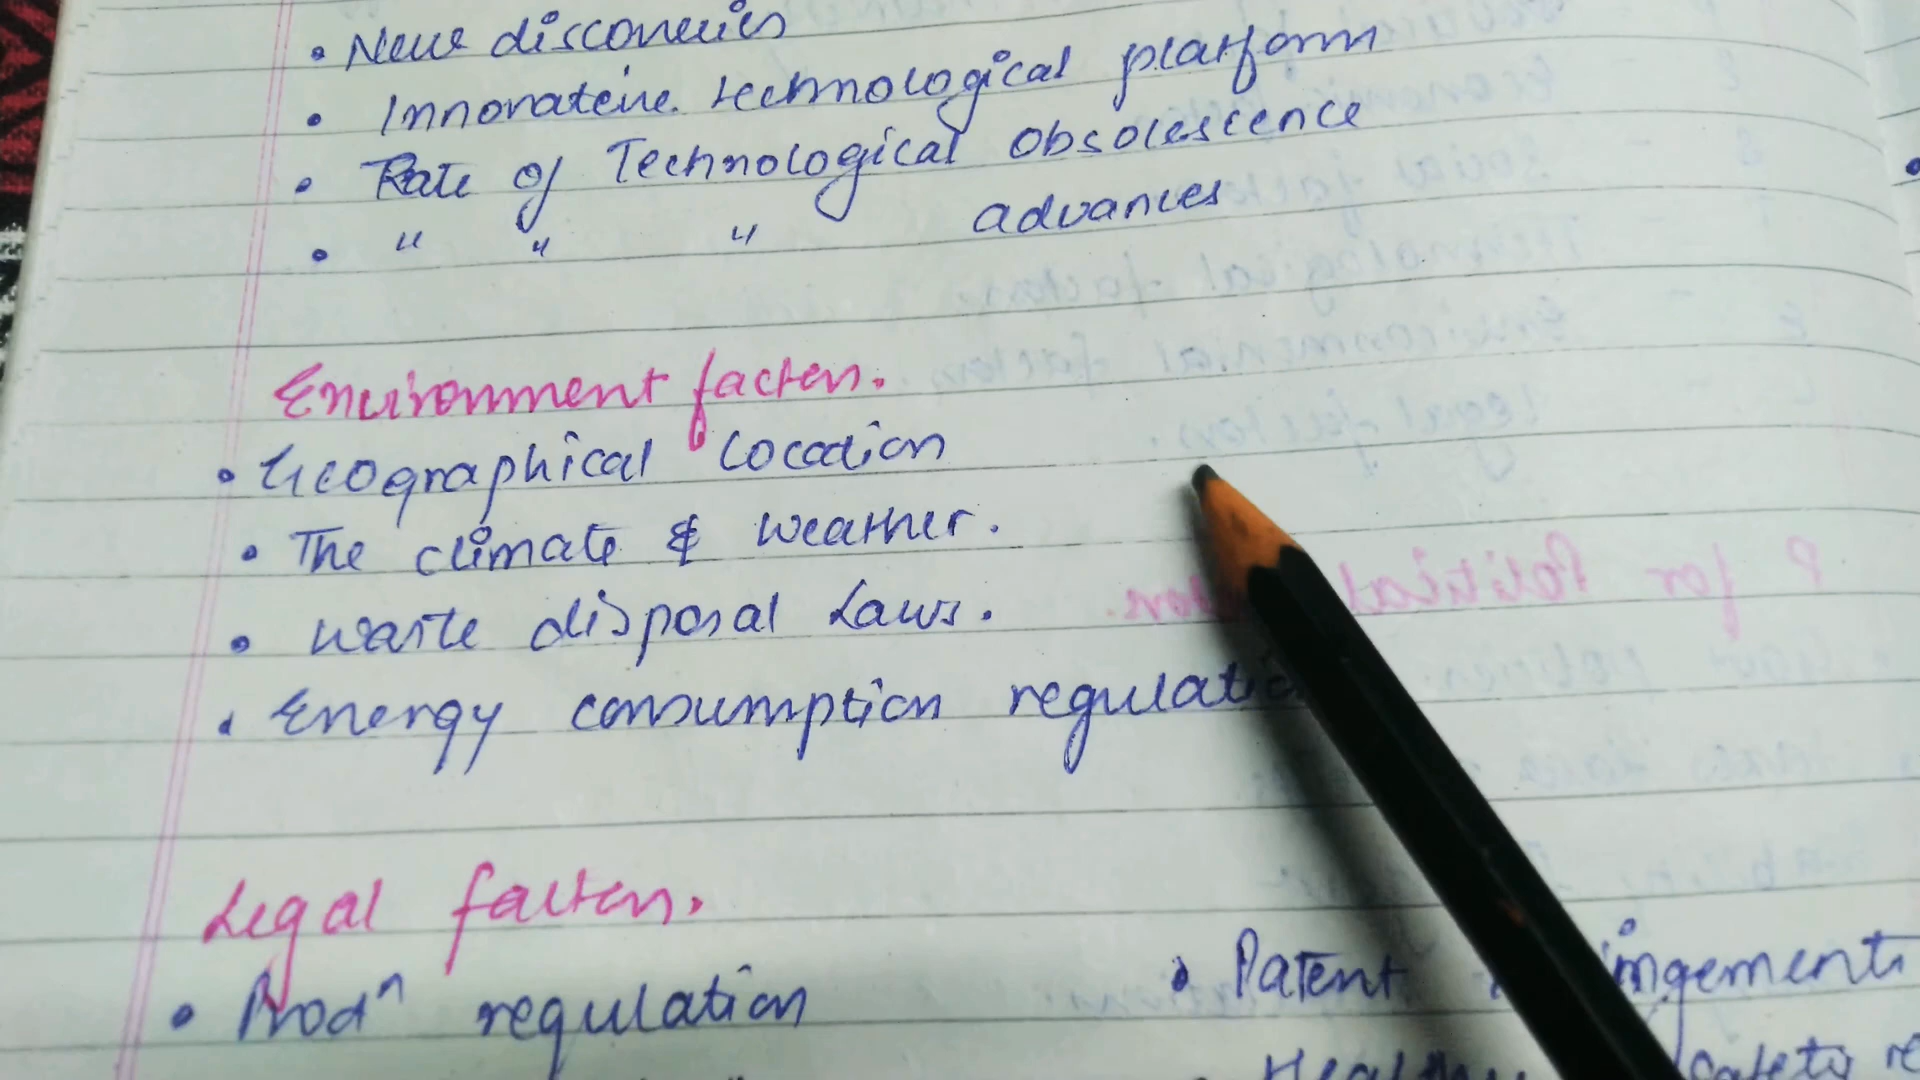 • New discoveries
• Innovative technological platform
• Rate of Technological obsolescence
• " " " advances
Environment factors.
• Geographical Location
• The climate & weather.
• waste disposal Laws.
• Energy consumption
Legal factors.
• Prodⁿ regulation
• Patent